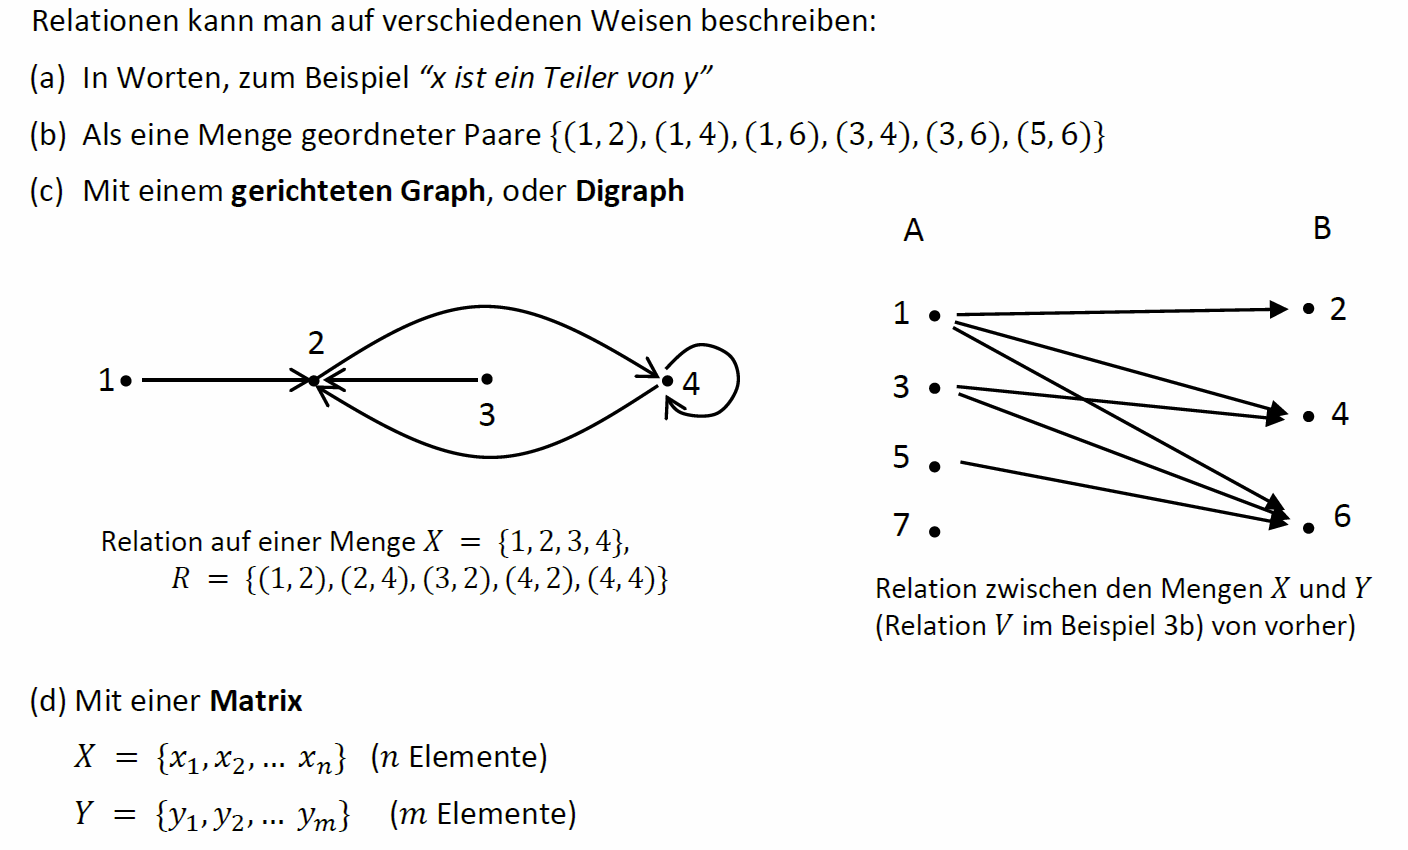 Relationen kann man auf verschiedenen Weisen beschreiben:
(a) In Worten, zum Beispiel “x ist ein Teiler von y”
(b) Als eine Menge geordneter Paare {(1, 2), (1, 4), (1, 6), (3, 4), (3, 6), (5, 6)}
(c) Mit einem gerichteten Graph, oder Digraph
A B
1 2
3 4
5 6
7
2
1 4
3
Relation auf einer Menge X = {1, 2, 3, 4},
R = {(1, 2), (2, 4), (3, 2), (4, 2), (4, 4)}
Relation zwischen den Mengen X und Y
(Relation V im Beispiel 3b) von vorher)
(d) Mit einer Matrix
X = {x₁, x₂, … xₙ} (n Elemente)
Y = {y₁, y₂, … yₘ} (m Elemente)